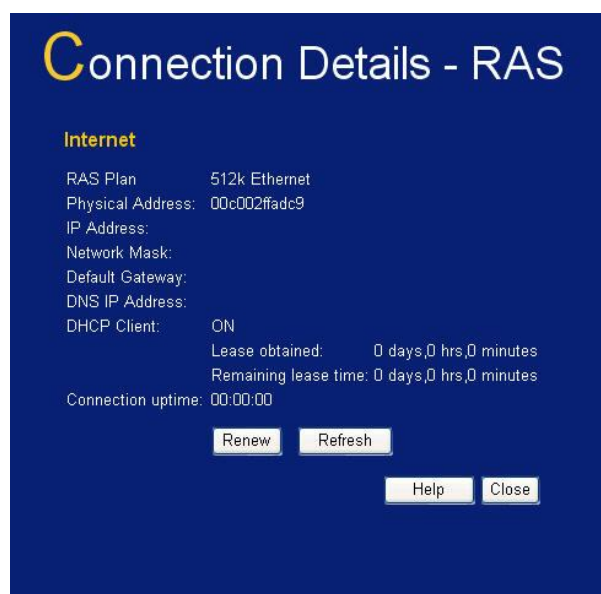 Connection Details - RAS
Internet
RAS Plan 512k Ethernet
Physical Address: 00c002ffadc9
IP Address:
Network Mask:
Default Gateway:
DNS IP Address:
DHCP Client: ON
Lease obtained: 0 days,0 hrs,0 minutes
Remaining lease time: 0 days,0 hrs,0 minutes
Connection uptime: 00:00:00
Renew Refresh
Help Close